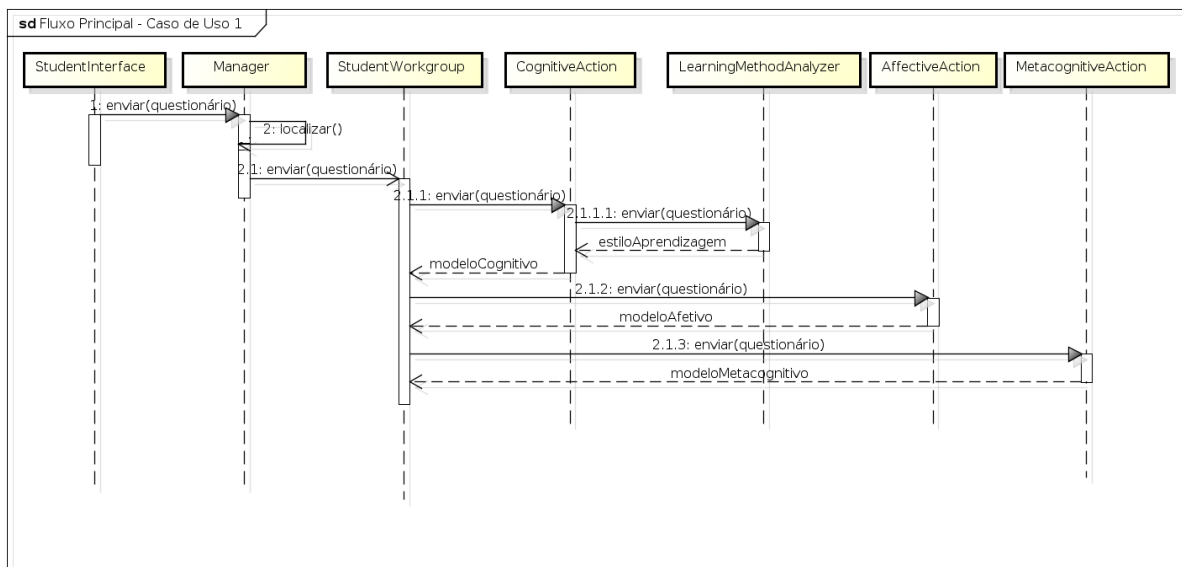 sd Fluxo Principal - Caso de Uso 1
StudentInterface
Manager
StudentWorkgroup
CognitiveAction
LearningMethodAnalyzer
AffectiveAction
MetacognitiveAction
1: enviar(questionário)
2: localizar()
2.1: enviar(questionário)
2.1.1: enviar(questionário)
2.1.1.1: enviar(questionário)
estiloAprendizagem
modeloCognitivo
2.1.2: enviar(questionário)
modeloAfetivo
2.1.3: enviar(questionário)
modeloMetacognitivo